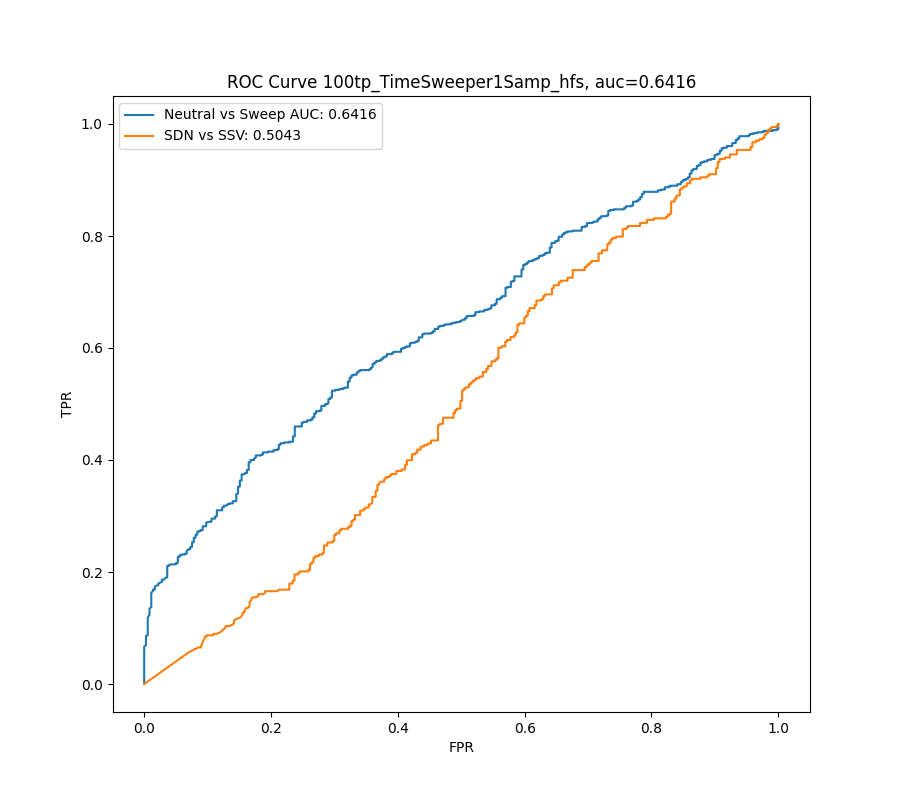 ROC Curve 100tp_TimeSweeper1Samp_hfs, auc=0.6416
Neutral vs Sweep AUC: 0.6416
SDN vs SSV: 0.5043
1.0
0.8
0.6
0.4
0.2
0.0
TPR
0.0 0.2 0.4 0.6 0.8 1.0
FPR